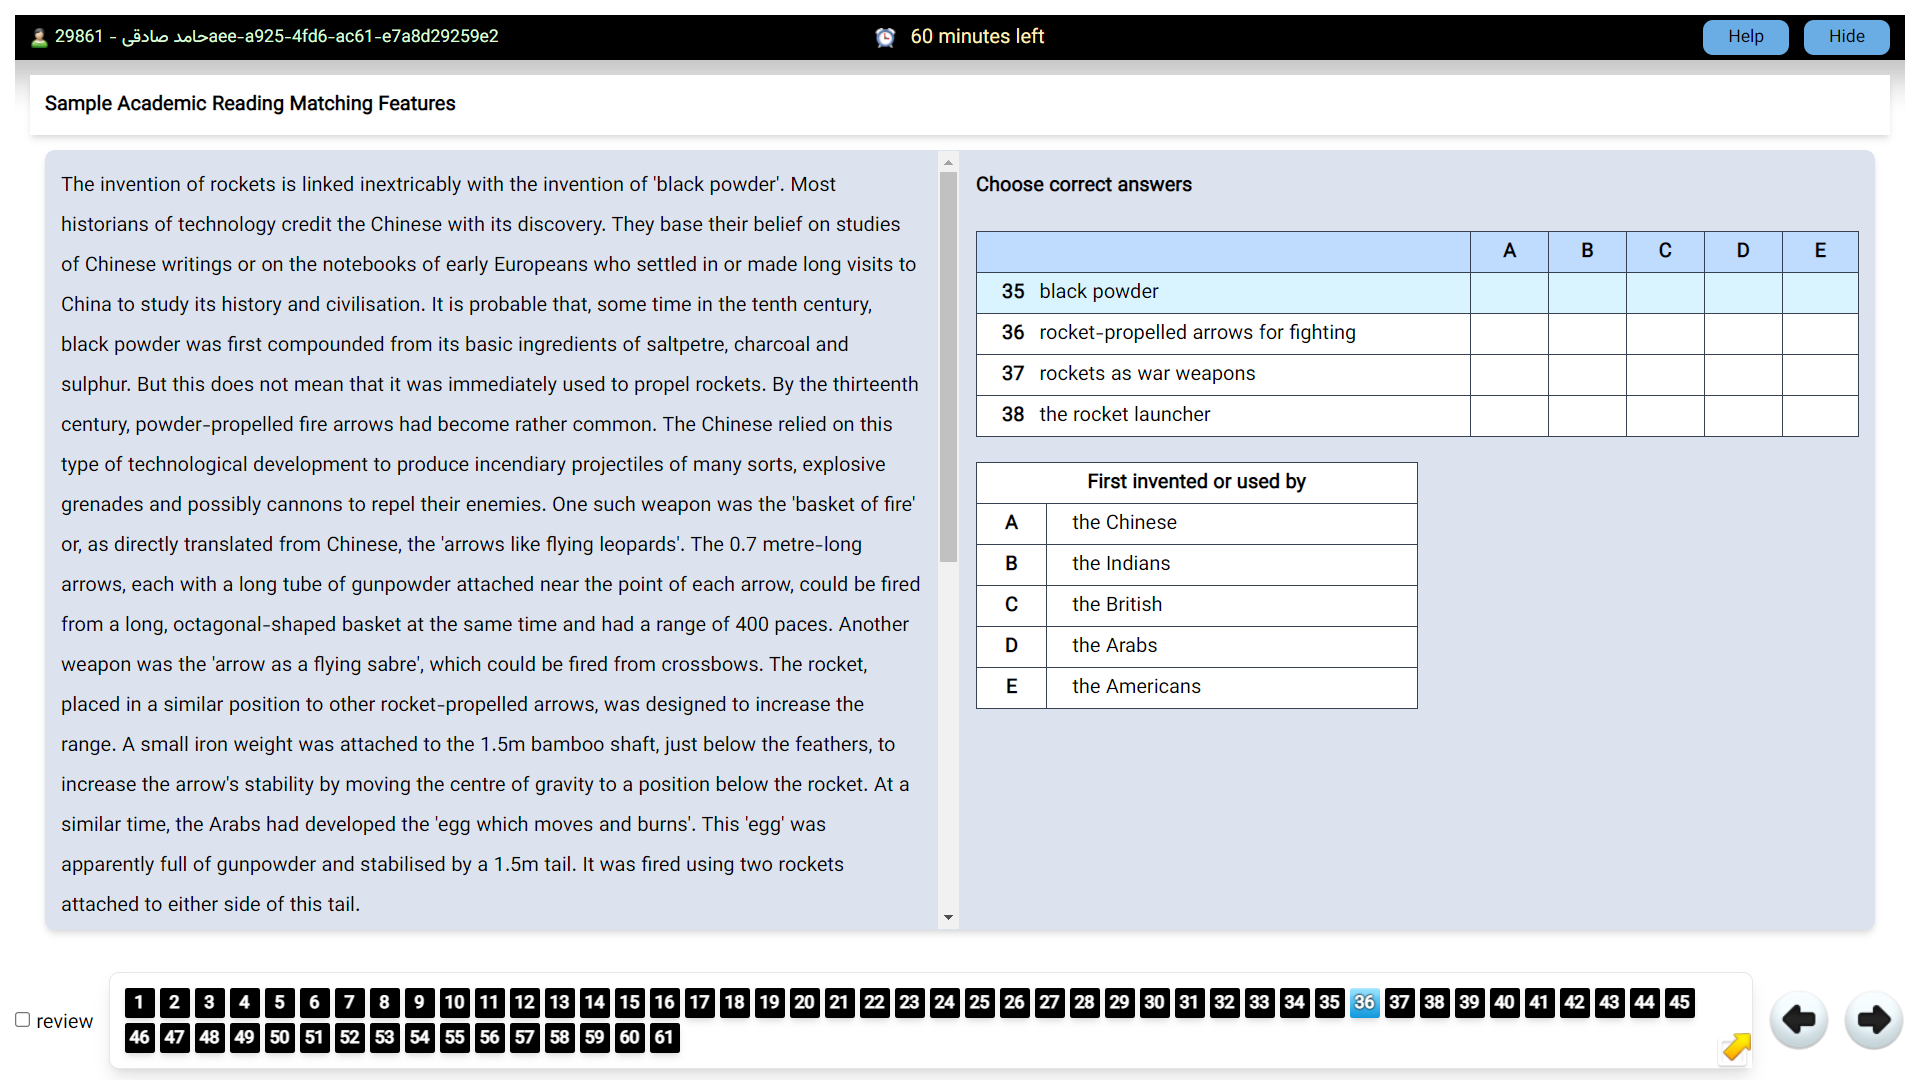 29861 - حامد صادقیaee-a925-4fd6-ac61-e7a8d29259e2
60 minutes left
Help
Hide
Sample Academic Reading Matching Features
The invention of rockets is linked inextricably with the invention of 'black powder'. Most
historians of technology credit the Chinese with its discovery. They base their belief on studies
of Chinese writings or on the notebooks of early Europeans who settled in or made long visits to
China to study its history and civilisation. It is probable that, some time in the tenth century,
black powder was first compounded from its basic ingredients of saltpetre, charcoal and
sulphur. But this does not mean that it was immediately used to propel rockets. By the thirteenth
century, powder-propelled fire arrows had become rather common. The Chinese relied on this
type of technological development to produce incendiary projectiles of many sorts, explosive
grenades and possibly cannons to repel their enemies. One such weapon was the 'basket of fire'
or, as directly translated from Chinese, the 'arrows like flying leopards'. The 0.7 metre-long
arrows, each with a long tube of gunpowder attached near the point of each arrow, could be fired
from a long, octagonal-shaped basket at the same time and had a range of 400 paces. Another
weapon was the 'arrow as a flying sabre', which could be fired from crossbows. The rocket,
placed in a similar position to other rocket-propelled arrows, was designed to increase the
range. A small iron weight was attached to the 1.5m bamboo shaft, just below the feathers, to
increase the arrow's stability by moving the centre of gravity to a position below the rocket. At a
similar time, the Arabs had developed the 'egg which moves and burns'. This 'egg' was
apparently full of gunpowder and stabilised by a 1.5m tail. It was fired using two rockets
attached to either side of this tail.
Choose correct answers
A B C D E
35 black powder
36 rocket-propelled arrows for fighting
37 rockets as war weapons
38 the rocket launcher
First invented or used by
A the Chinese
B the Indians
C the British
D the Arabs
E the Americans
review
1 2 3 4 5 6 7 8 9 10 11 12 13 14 15 16 17 18 19 20 21 22 23 24 25 26 27 28 29 30 31 32 33 34 35 36 37 38 39 40 41 42 43 44 45
46 47 48 49 50 51 52 53 54 55 56 57 58 59 60 61